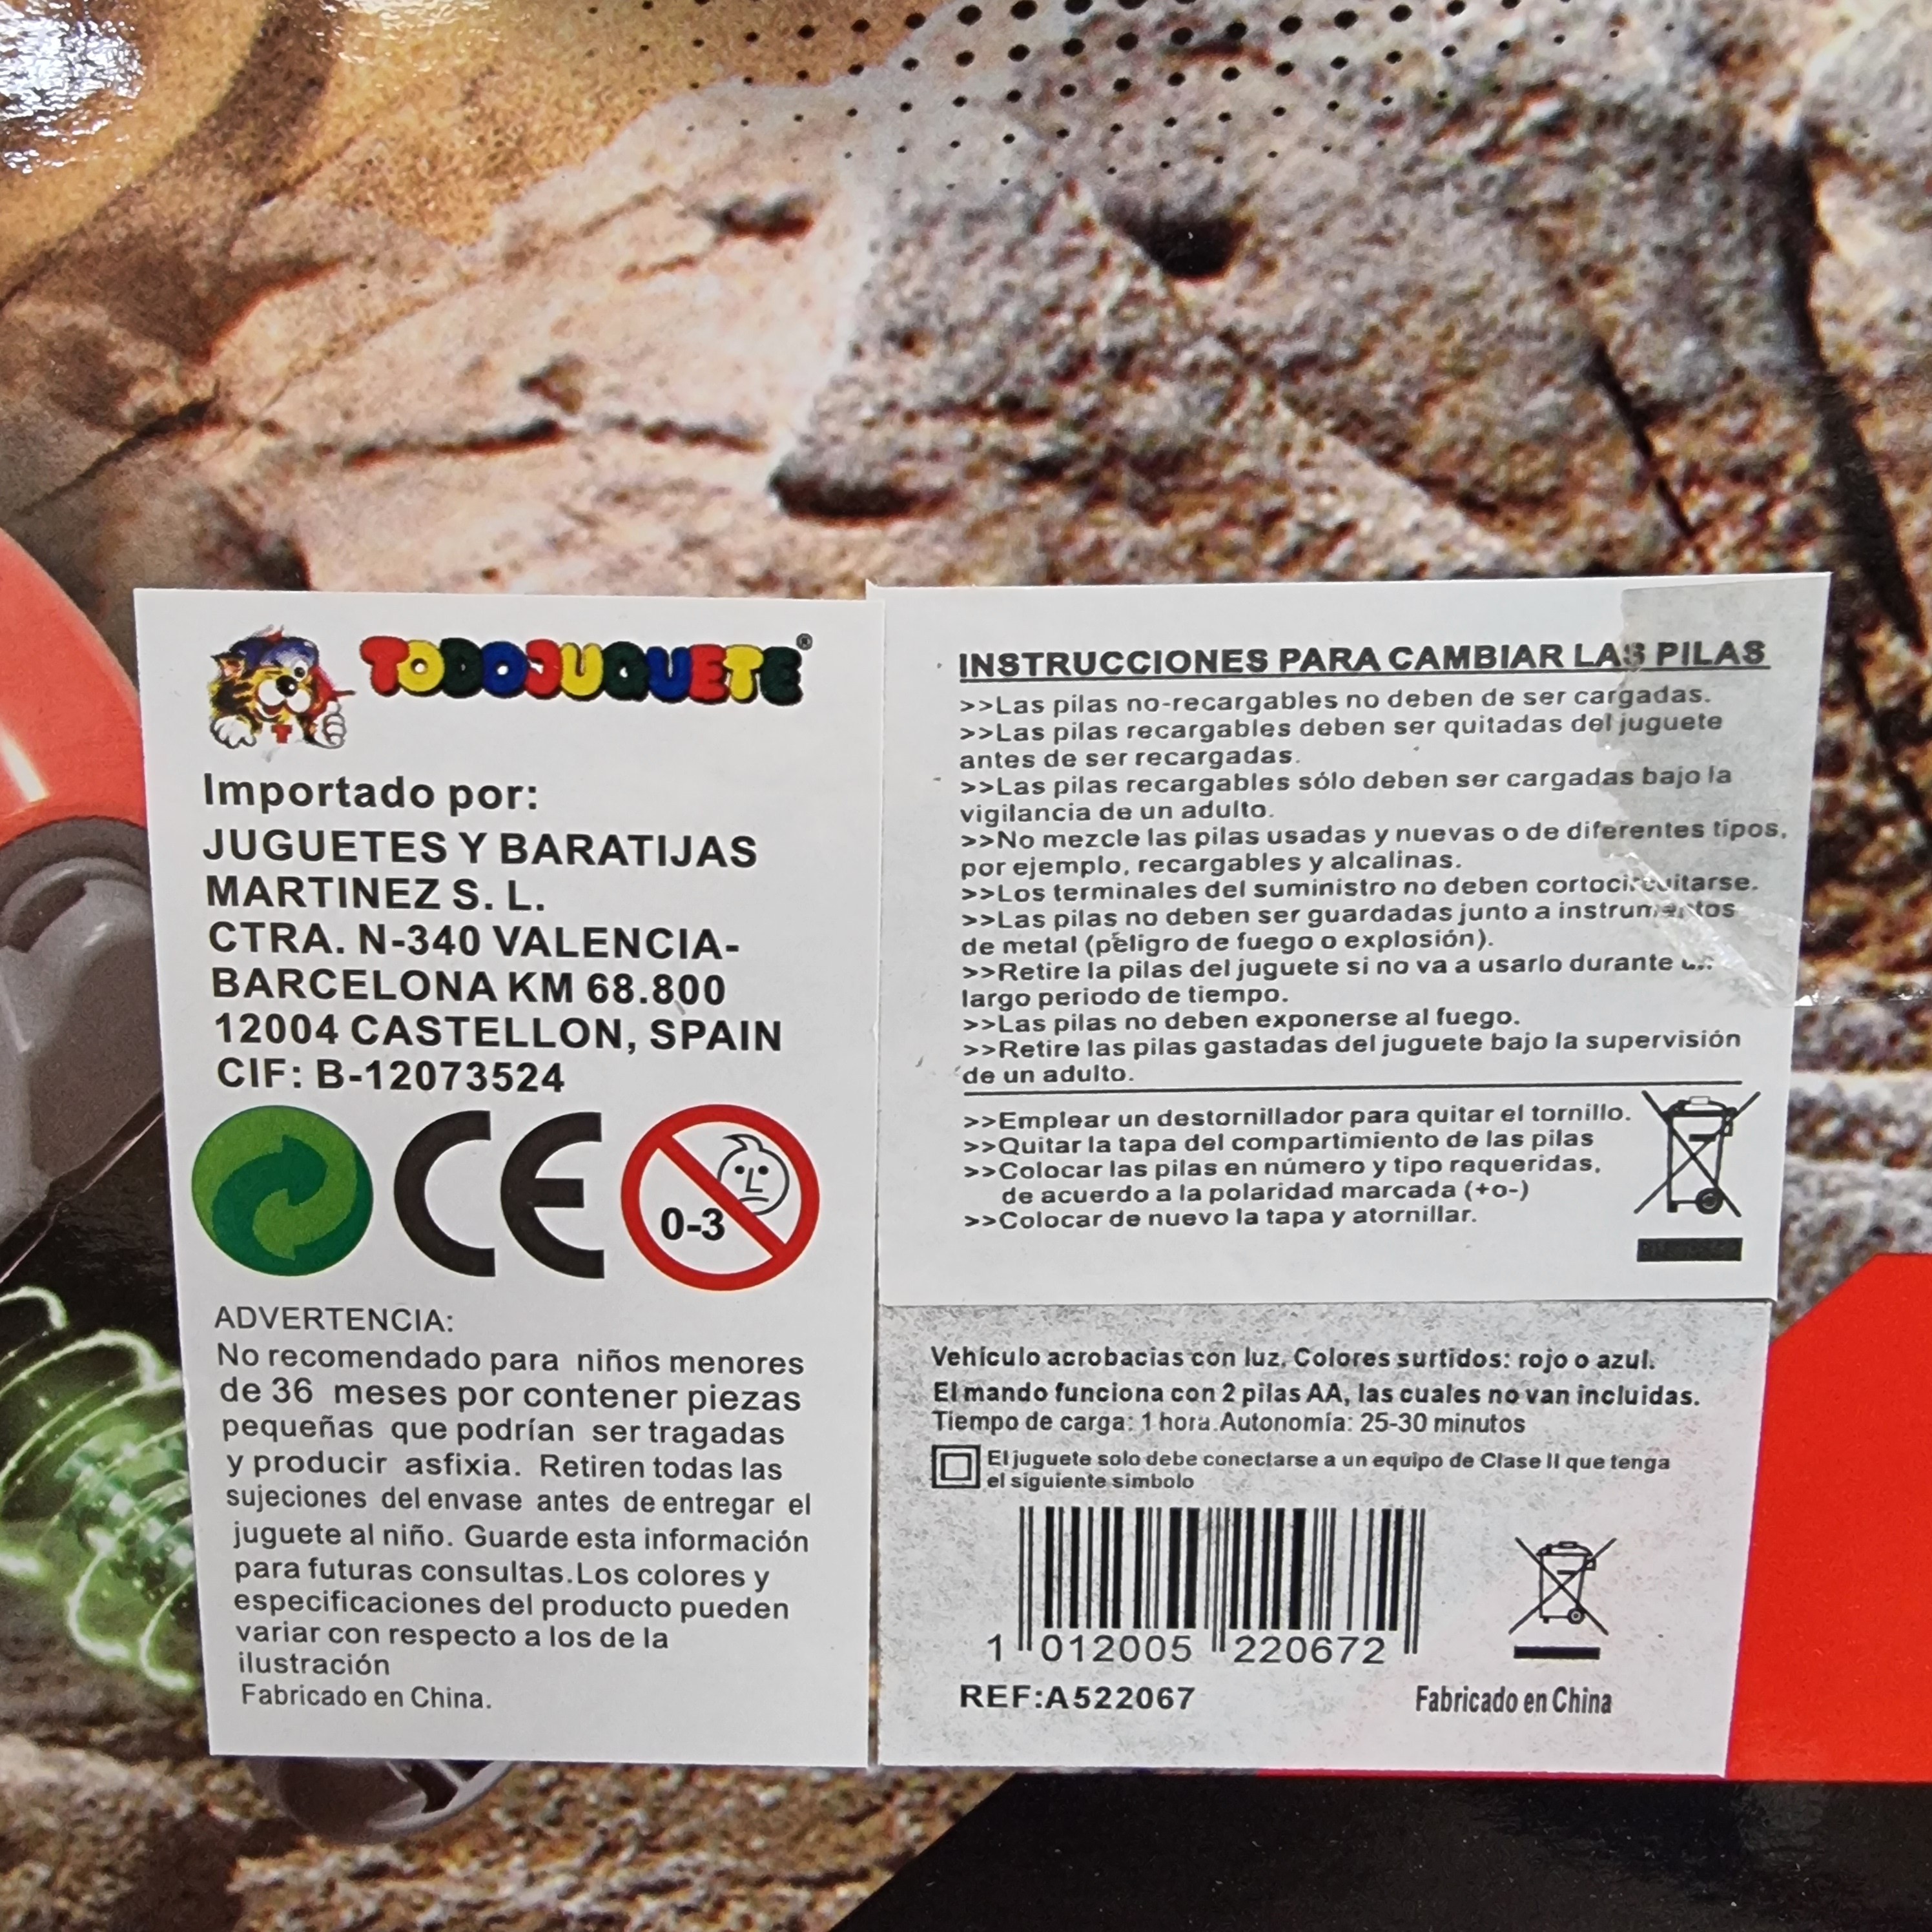 TODOJUGUETE®
Importado por:
JUGUETES Y BARATIJAS
MARTINEZ S. L.
CTRA. N-340 VALENCIA-
BARCELONA KM 68.800
12004 CASTELLON, SPAIN
CIF: B-12073524
CE
0-3
ADVERTENCIA:
No recomendado para niños menores
de 36 meses por contener piezas
pequeñas que podrían ser tragadas
y producir asfixia. Retiren todas las
sujeciones del envase antes de entregar el
juguete al niño. Guarde esta información
para futuras consultas.Los colores y
especificaciones del producto pueden
variar con respecto a los de la
ilustración
Fabricado en China.
INSTRUCCIONES PARA CAMBIAR LAS PILAS
>>Las pilas no-recargables no deben de ser cargadas.
>>Las pilas recargables deben ser quitadas del juguete
antes de ser recargadas.
>>Las pilas recargables sólo deben ser cargadas bajo la
vigilancia de un adulto.
>>No mezcle las pilas usadas y nuevas o de diferentes tipos,
por ejemplo, recargables y alcalinas.
>>Los terminales del suministro no deben cortocircuitarse.
>>Las pilas no deben ser guardadas junto a instrumentos
de metal (peligro de fuego o explosión).
>>Retire la pilas del juguete si no va a usarlo durante un
largo periodo de tiempo.
>>Las pilas no deben exponerse al fuego.
>>Retire las pilas gastadas del juguete bajo la supervisión
de un adulto.
>>Emplear un destornillador para quitar el tornillo.
>>Quitar la tapa del compartimiento de las pilas
>>Colocar las pilas en número y tipo requeridas,
de acuerdo a la polaridad marcada (+o-)
>>Colocar de nuevo la tapa y atornillar.
Vehículo acrobacias con luz. Colores surtidos: rojo o azul.
El mando funciona con 2 pilas AA, las cuales no van incluidas.
Tiempo de carga: 1 hora.Autonomía: 25-30 minutos
El juguete solo debe conectarse a un equipo de Clase II que tenga
el siguiente simbolo
1 012005 220672
REF:A522067
Fabricado en China